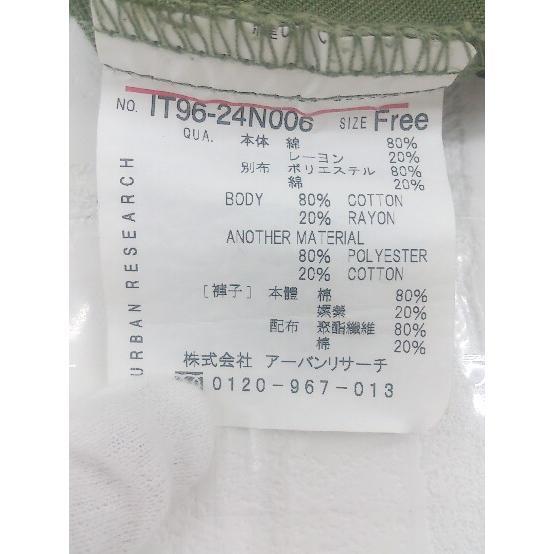 NO. IT96-24N006 SIZE Free
QUA. 本体 綿 80%
レーヨン 20%
別布 ポリエステル 80%
綿 20%
BODY 80% COTTON
20% RAYON
ANOTHER MATERIAL
80% POLYESTER
20% COTTON
[褲子] 本體 棉 80%
嫘縈 20%
配布 聚酯纖維 80%
棉 20%
株式会社 アーバンリサーチ
0120-967-013
URBAN RESEARCH